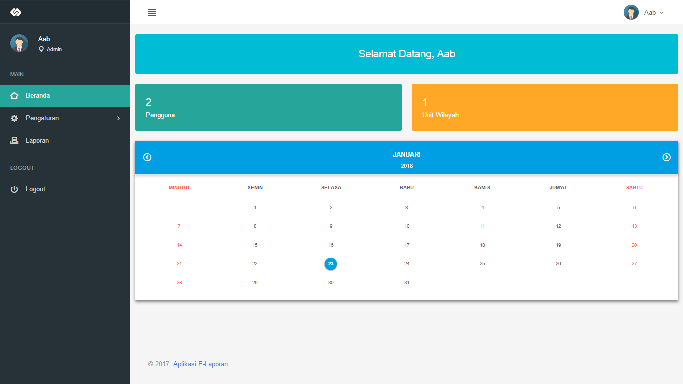 Aab
Aab
Admin
Selamat Datang, Aab
MAIN
Beranda
Pengaturan
Laporan
LOGOUT
Logout
2
Pengguna
1
Unit Wilayah
JANUARI
2018
MINGGU SENIN SELASA RABU KAMIS JUMAT SABTU
1 2 3 4 5 6
7 8 9 10 11 12 13
14 15 16 17 18 19 20
21 22 23 24 25 26 27
28 29 30 31
© 2017. Aplikasi E-Laporan